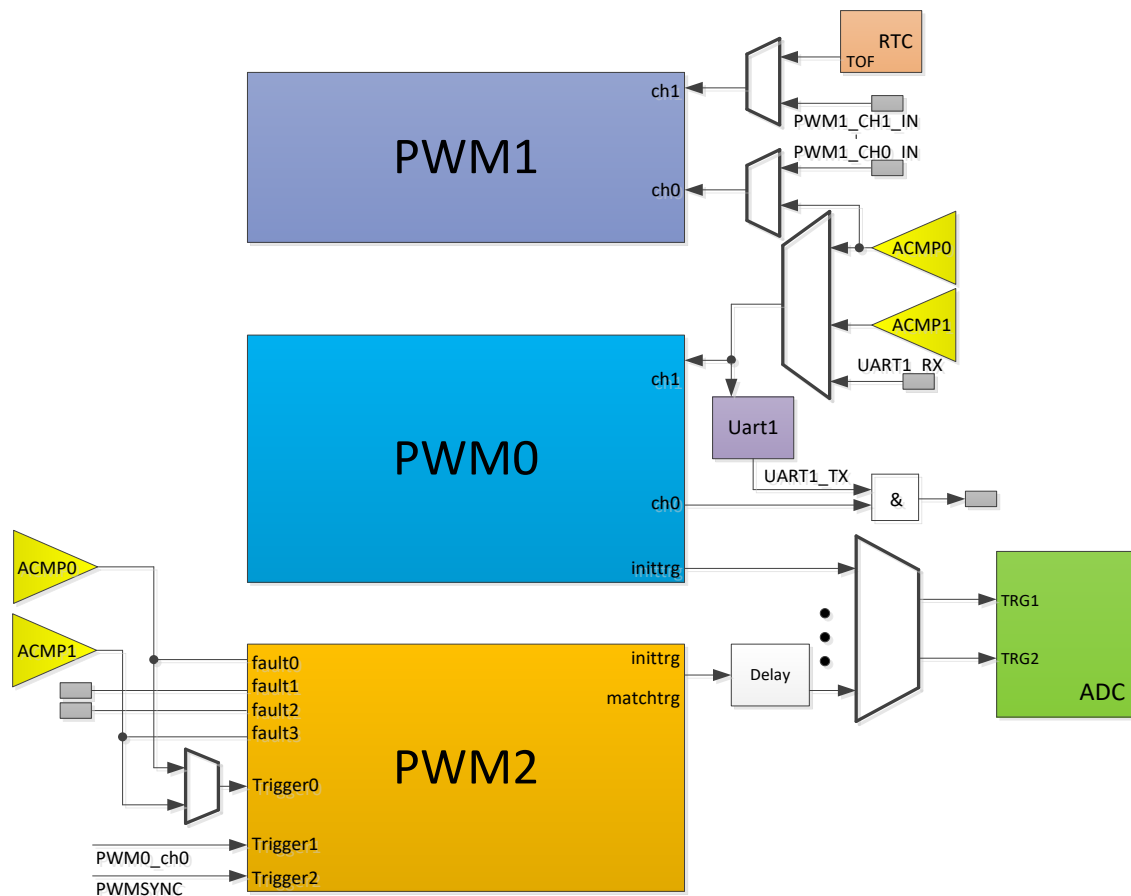 RTC
TOF
ch1
PWM1_CH1_IN
PWM1
PWM1_CH0_IN
ch0
ACMP0
ACMP1
UART1_RX
ch1
Uart1
PWM0
UART1_TX
ch0
&
ACMP0
inittrg
TRG1
ACMP1
fault0
inittrg
TRG2
fault1
Delay
matchtrg
ADC
fault2
fault3
PWM2
Trigger0
Trigger1
PWM0_ch0
Trigger2
PWMSYNC